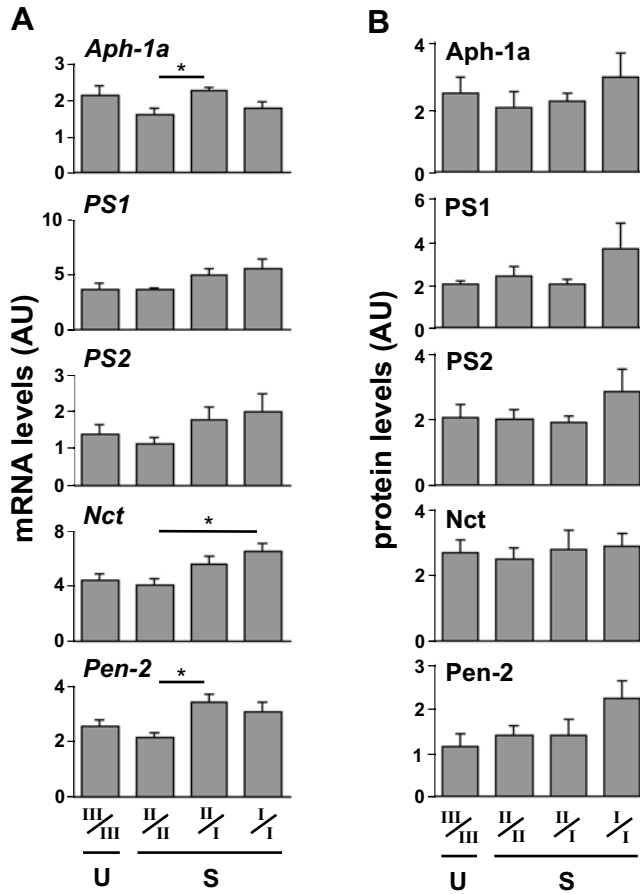 A
B
mRNA levels (AU)
protein levels (AU)
Aph-1a
*
3
2
1
0
PS1
10
5
0
PS2
3
2
1
0
Nct
*
8
4
0
Pen-2
*
4
2
0
III/III
II/II
II/I
I/I
U
S
Aph-1a
4
2
0
PS1
6
4
2
0
PS2
4
2
0
Nct
4
2
0
Pen-2
3
2
1
0
III/III
II/II
II/I
I/I
U
S